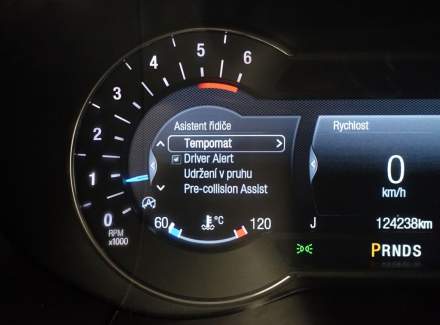 6
5
4
3
2
1
0
RPM
x1000
Asistent řidiče
Tempomat
Driver Alert
Udržení v pruhu
Pre-collision Assist
60 °C 120
Rychlost
0
km/h
J 124238km
PRNDS